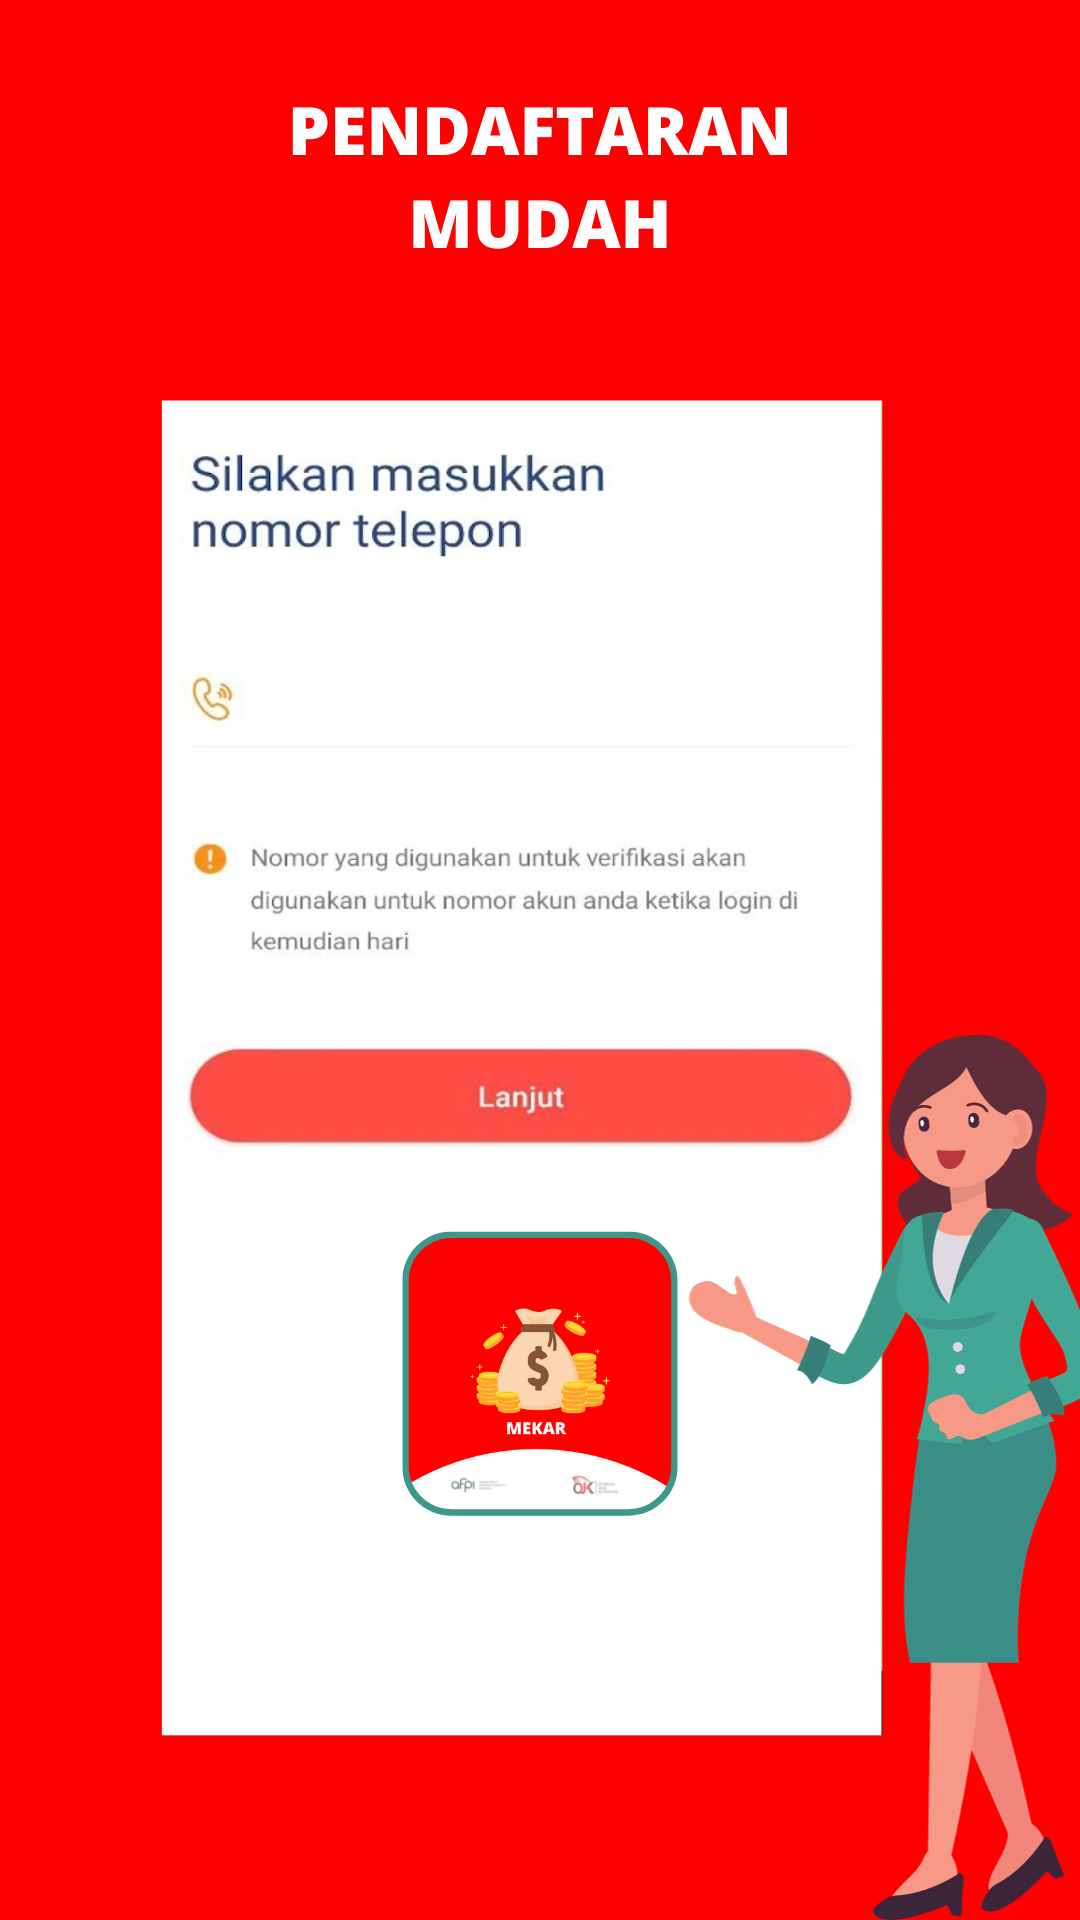 PENDAFTARAN
MUDAH
Silakan masukkan
nomor telepon
Nomor yang digunakan untuk verifikasi akan
digunakan untuk nomor akun anda ketika login di
kemudian hari
Lanjut
$
MEKAR
afpi
OJK